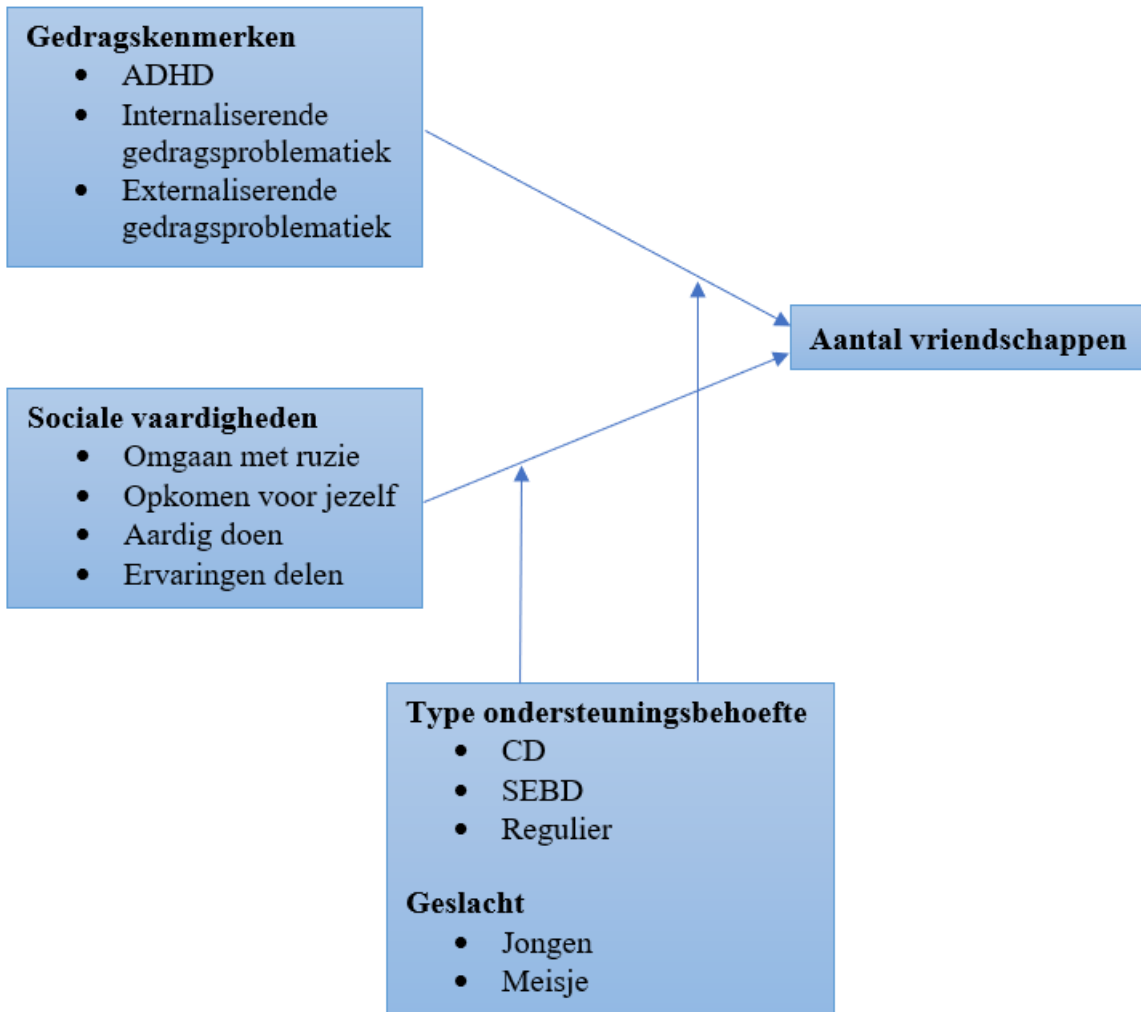 Gedragskenmerken
• ADHD
• Internaliserende
gedragsproblematiek
• Externaliserende
gedragsproblematiek
Aantal vriendschappen
Sociale vaardigheden
• Omgaan met ruzie
• Opkomen voor jezelf
• Aardig doen
• Ervaringen delen
Type ondersteuningsbehoefte
• CD
• SEBD
• Regulier
Geslacht
• Jongen
• Meisje